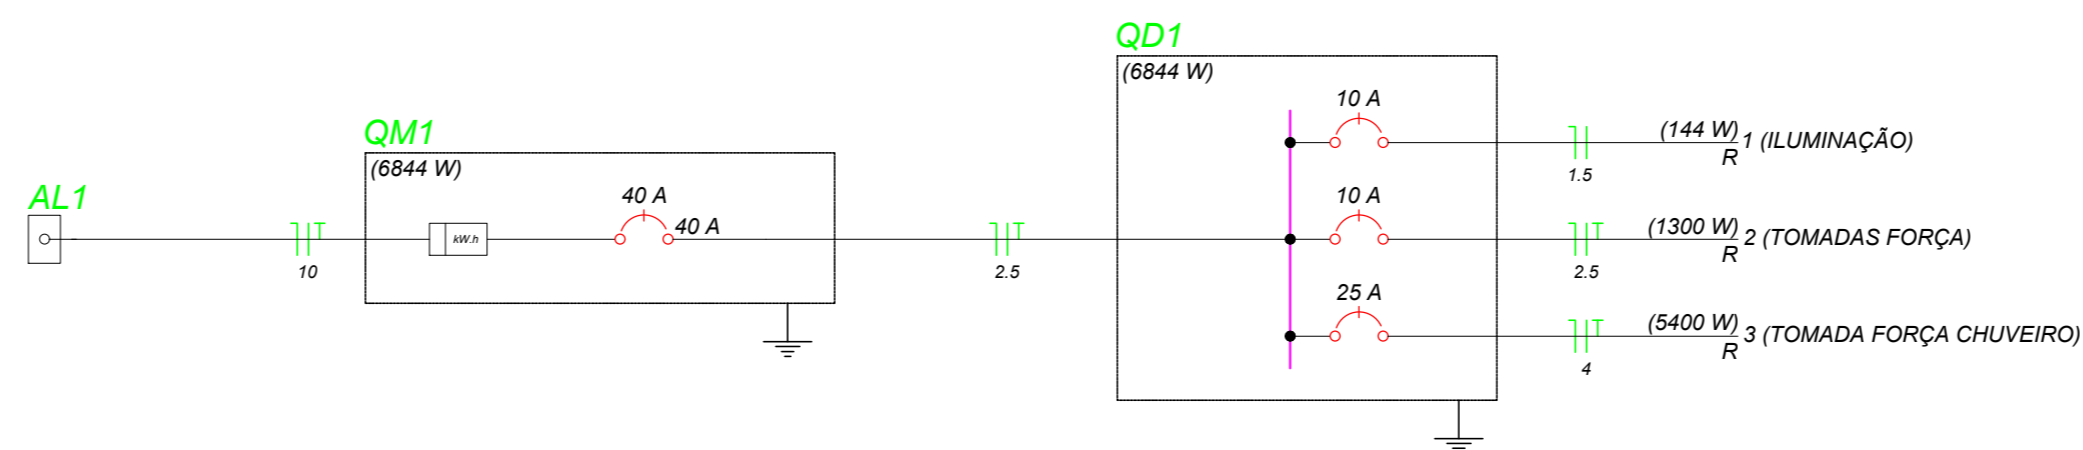 AL1
10
QM1
(6844 W)
kW.h
40 A
40 A
2.5
QD1
(6844 W)
10 A
1.5
(144 W)
R
1 (ILUMINAÇÃO)
10 A
2.5
(1300 W)
R
2 (TOMADAS FORÇA)
25 A
4
(5400 W)
R
3 (TOMADA FORÇA CHUVEIRO)